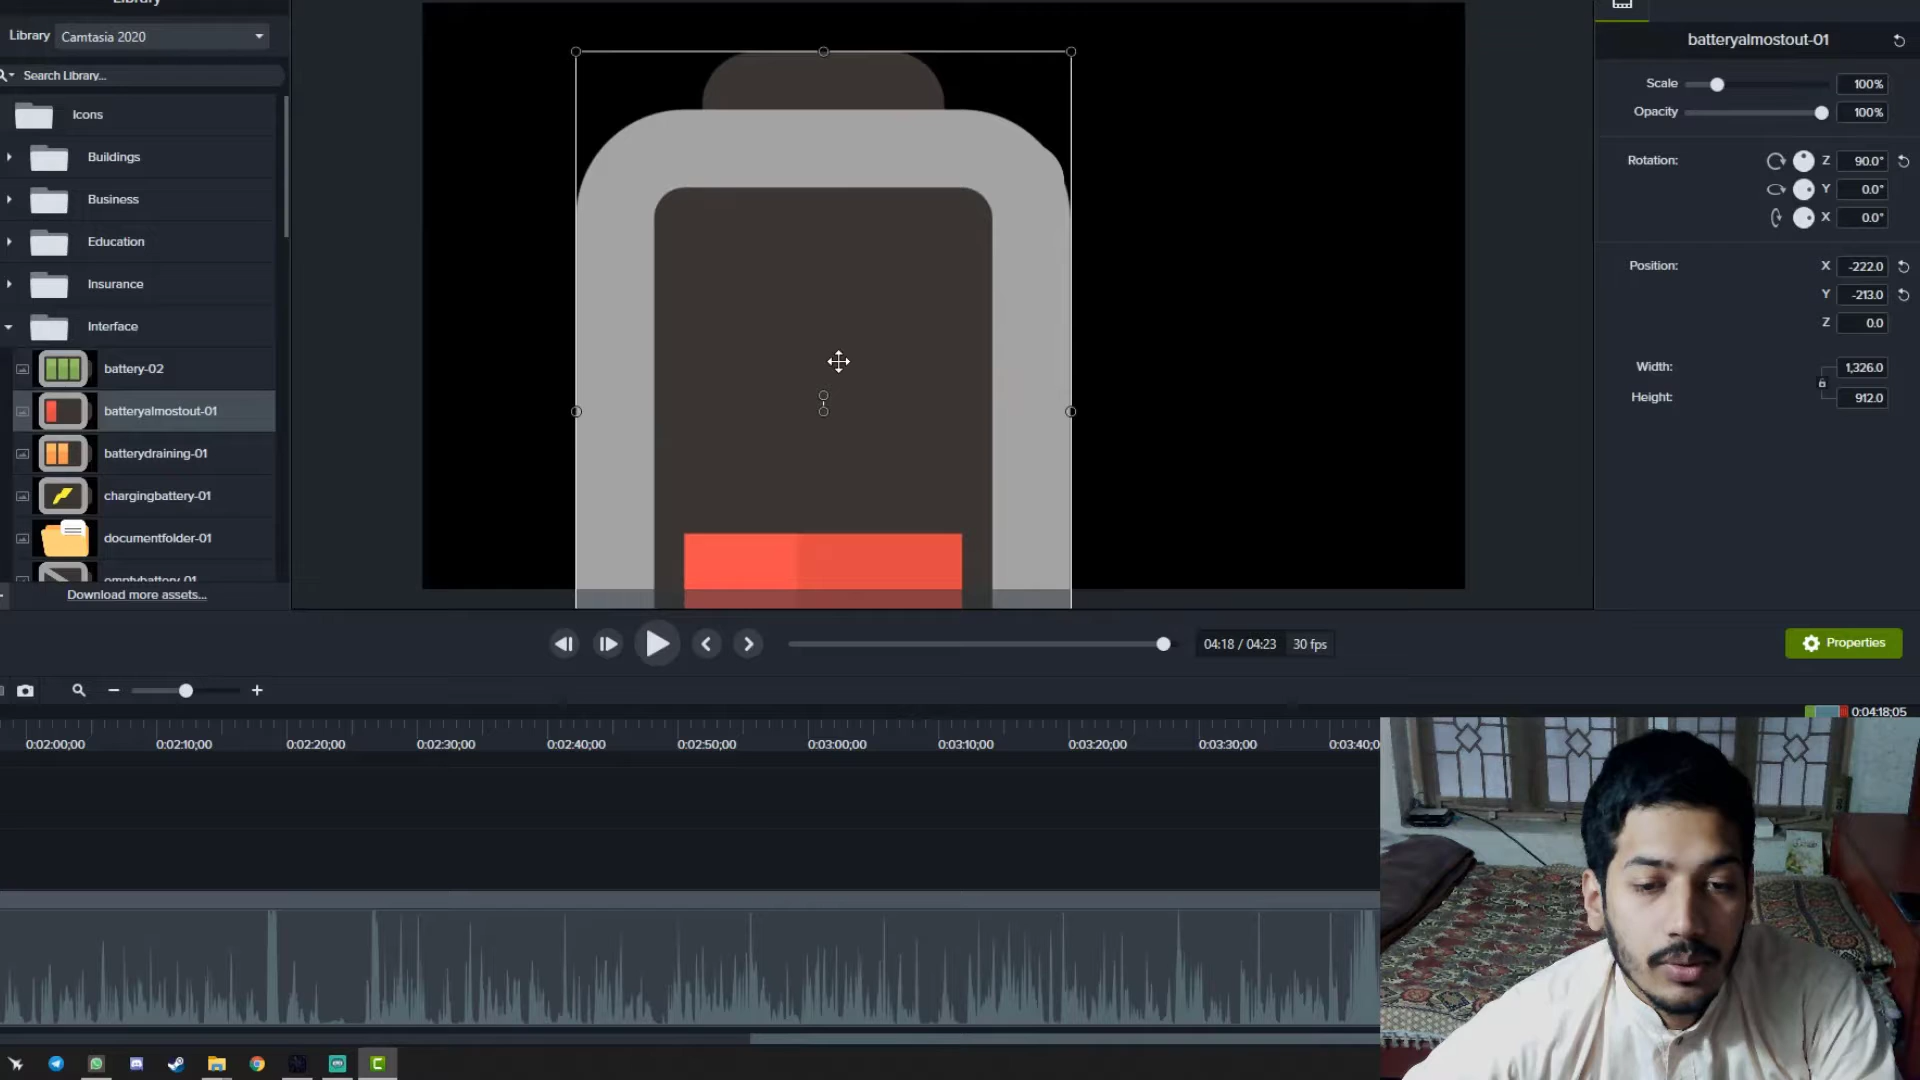 Library
Library Camtasia 2020
Search Library...
Icons
Buildings
Business
Education
Insurance
Interface
battery-02
batteryalmostout-01
batterydraining-01
chargingbattery-01
documentfolder-01
emptybattery-01
Download more assets...
batteryalmostout-01
Scale 100%
Opacity 100%
Rotation: Z 90.0°
Y 0.0°
X 0.0°
Position: X -222.0
Y -213.0
Z 0.0
Width: 1,326.0
Height: 912.0
04:18 / 04:23 30 fps
Properties
0:04:18;05
0:02:00;00 0:02:10;00 0:02:20;00 0:02:30;00 0:02:40;00 0:02:50;00 0:03:00;00 0:03:10;00 0:03:20;00 0:03:30;00 0:03:40;0